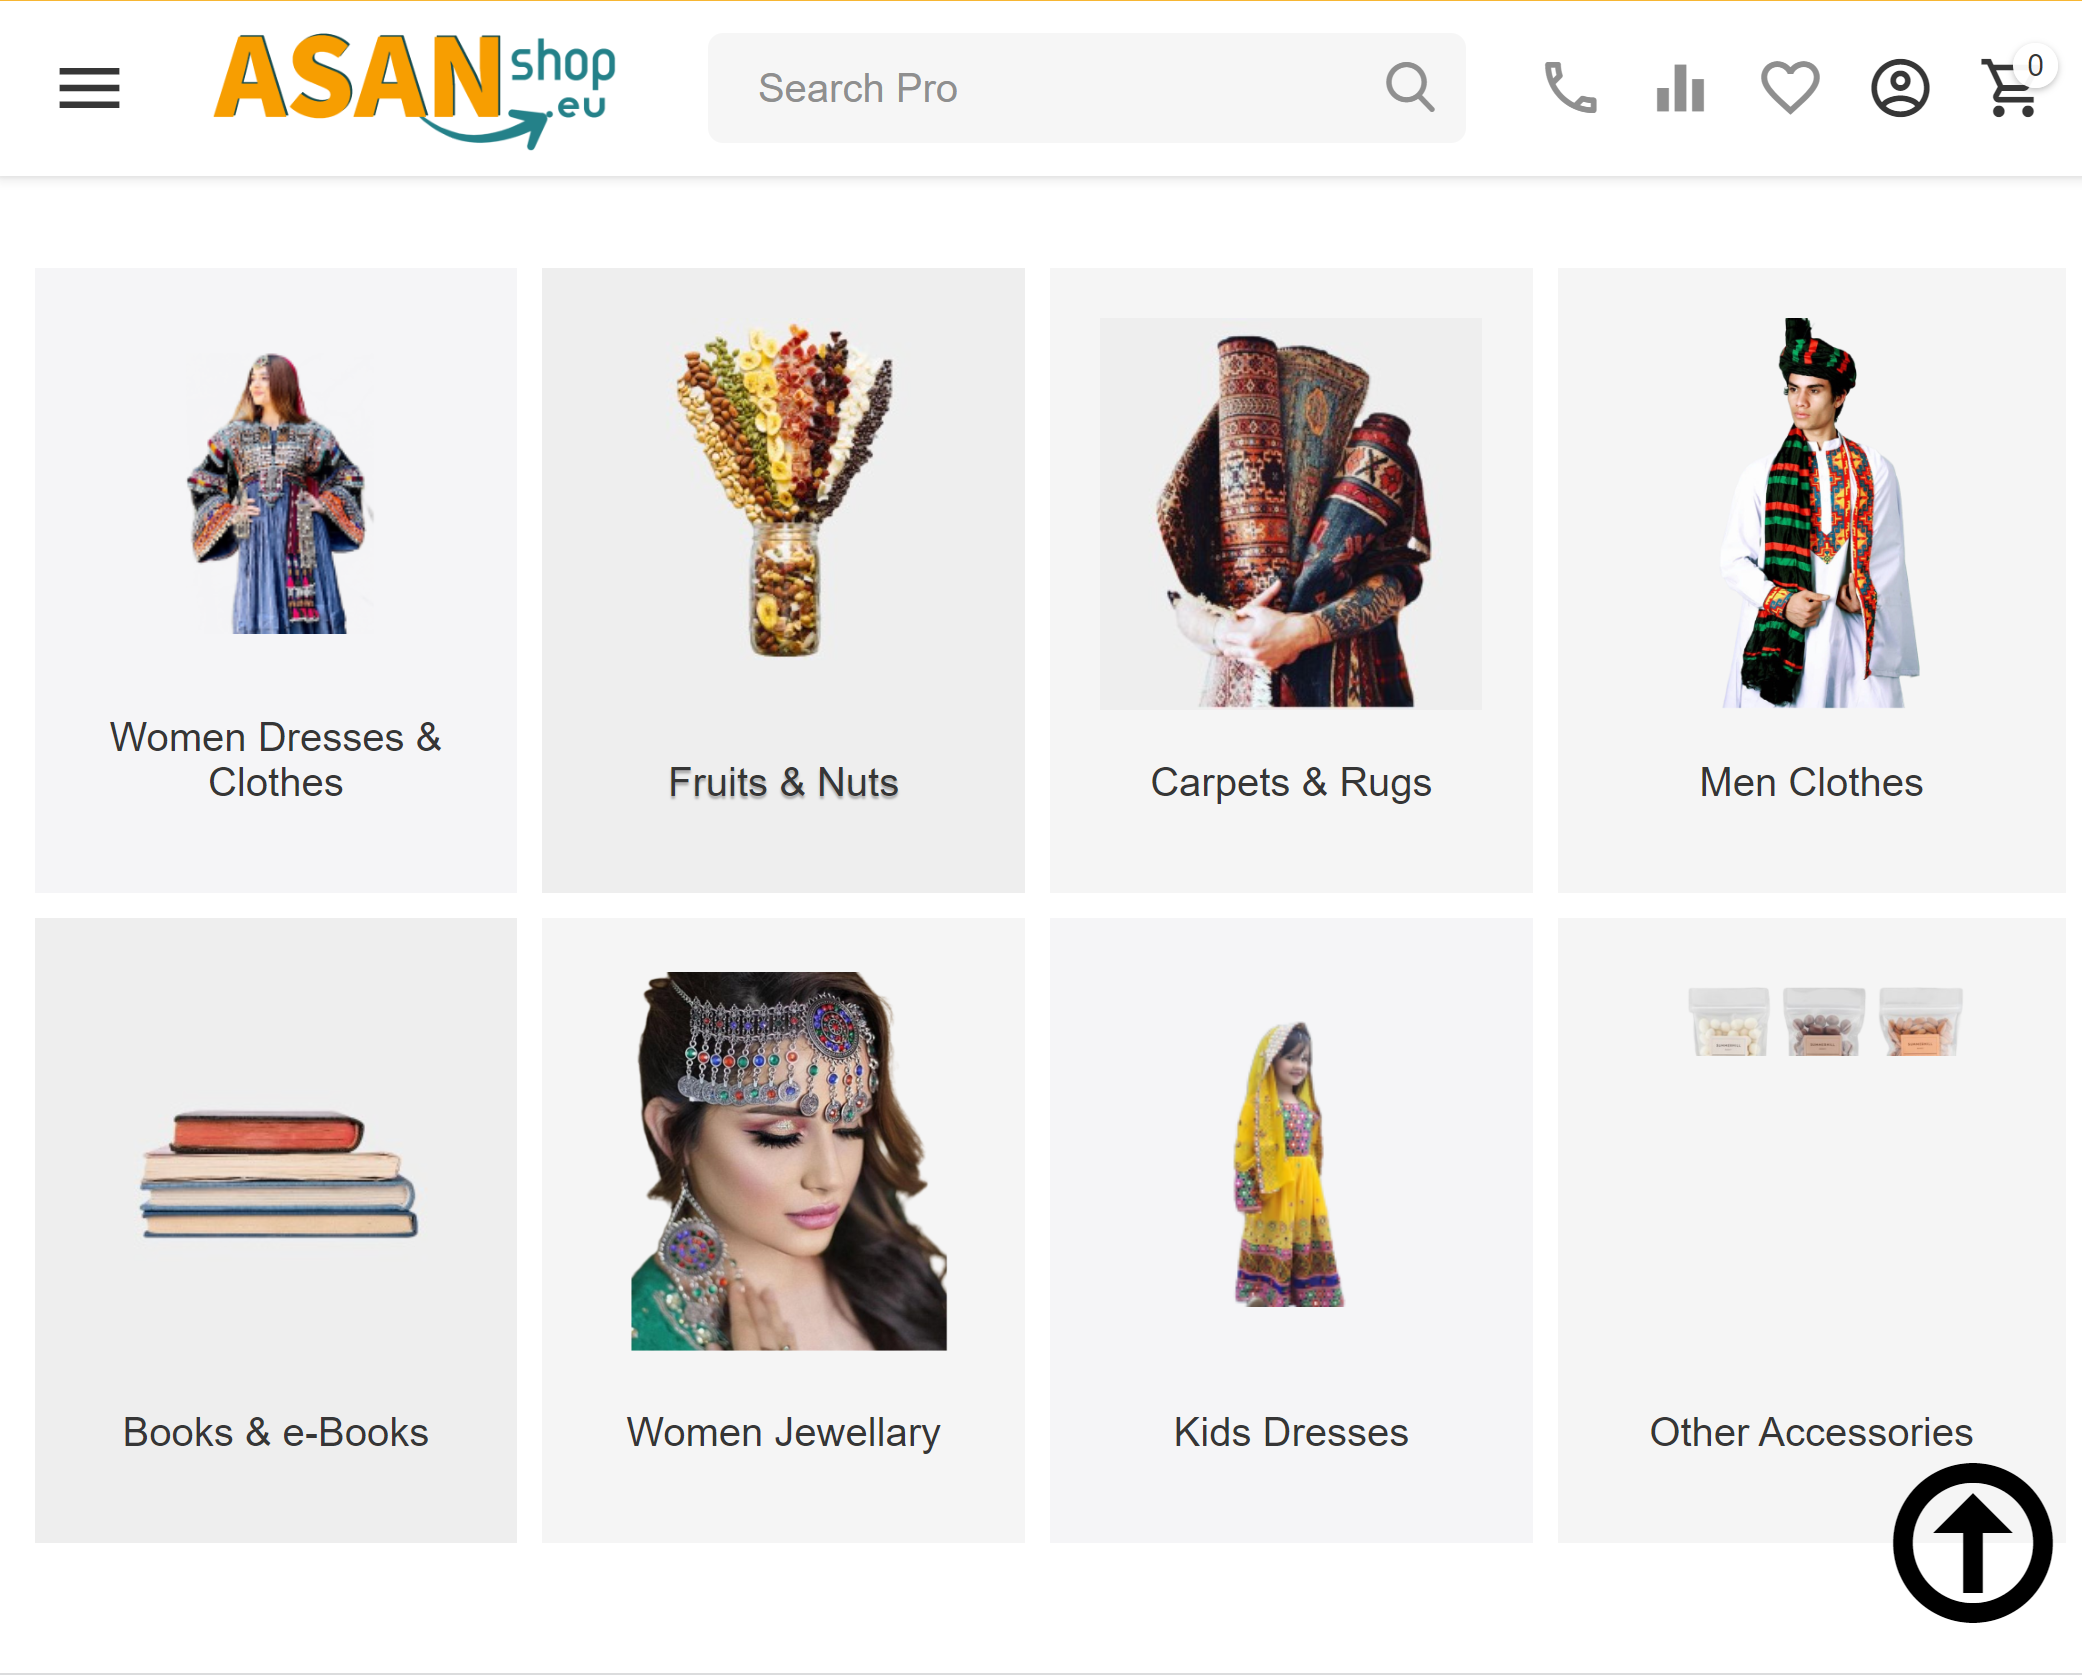 ASAN shop
.eu
Search Pro
0
Women Dresses &
Clothes
Fruits & Nuts
Carpets & Rugs
Men Clothes
Books & e-Books
Women Jewellary
Kids Dresses
Other Accessories